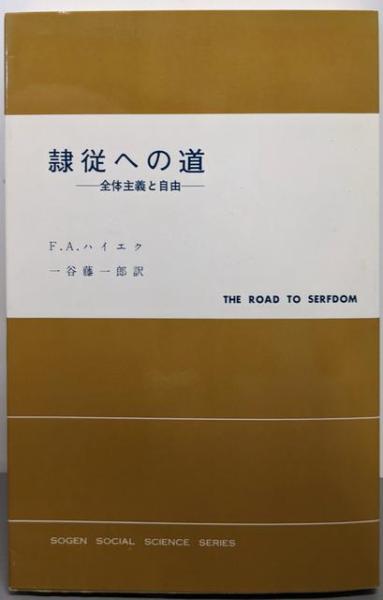 隷従への道
――全体主義と自由――
F.A.ハイエク
一谷藤一郎訳
THE ROAD TO SERFDOM
SOGEN SOCIAL SCIENCE SERIES